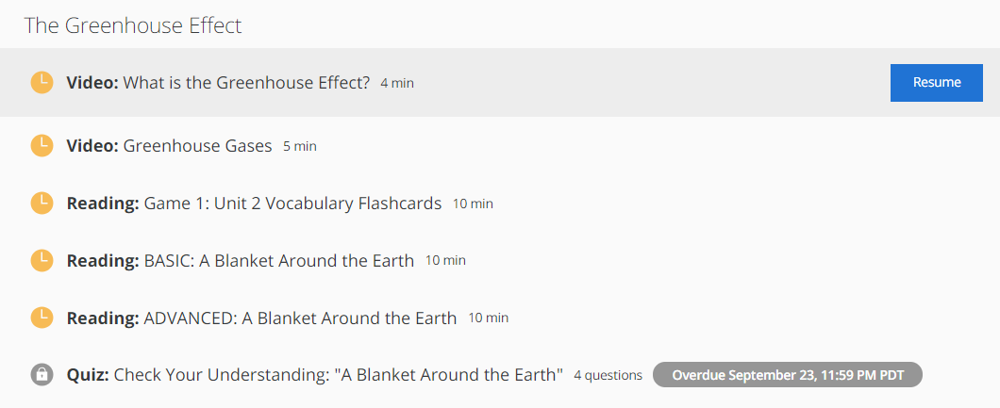 The Greenhouse Effect
Video: What is the Greenhouse Effect? 4 min Resume
Video: Greenhouse Gases 5 min
Reading: Game 1: Unit 2 Vocabulary Flashcards 10 min
Reading: BASIC: A Blanket Around the Earth 10 min
Reading: ADVANCED: A Blanket Around the Earth 10 min
Quiz: Check Your Understanding: "A Blanket Around the Earth" 4 questions Overdue September 23, 11:59 PM PDT